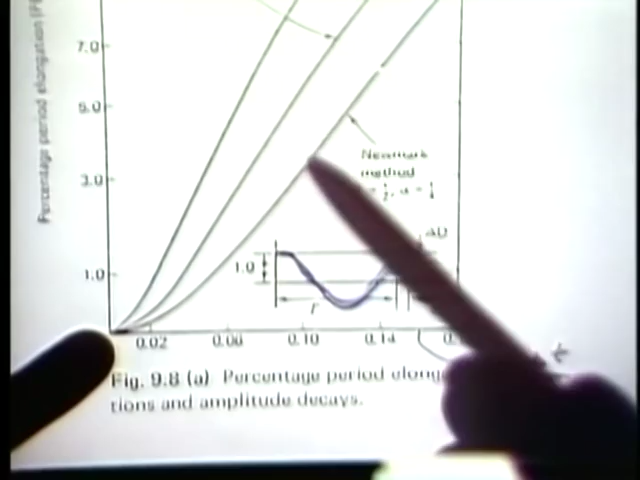 Percentage period elongation
7.0
5.0
3.0
1.0
Newmark
method
1.0
0.02
0.06
0.10
0.14
Fig. 9.8 (a) Percentage period elonga
tions and amplitude decays.